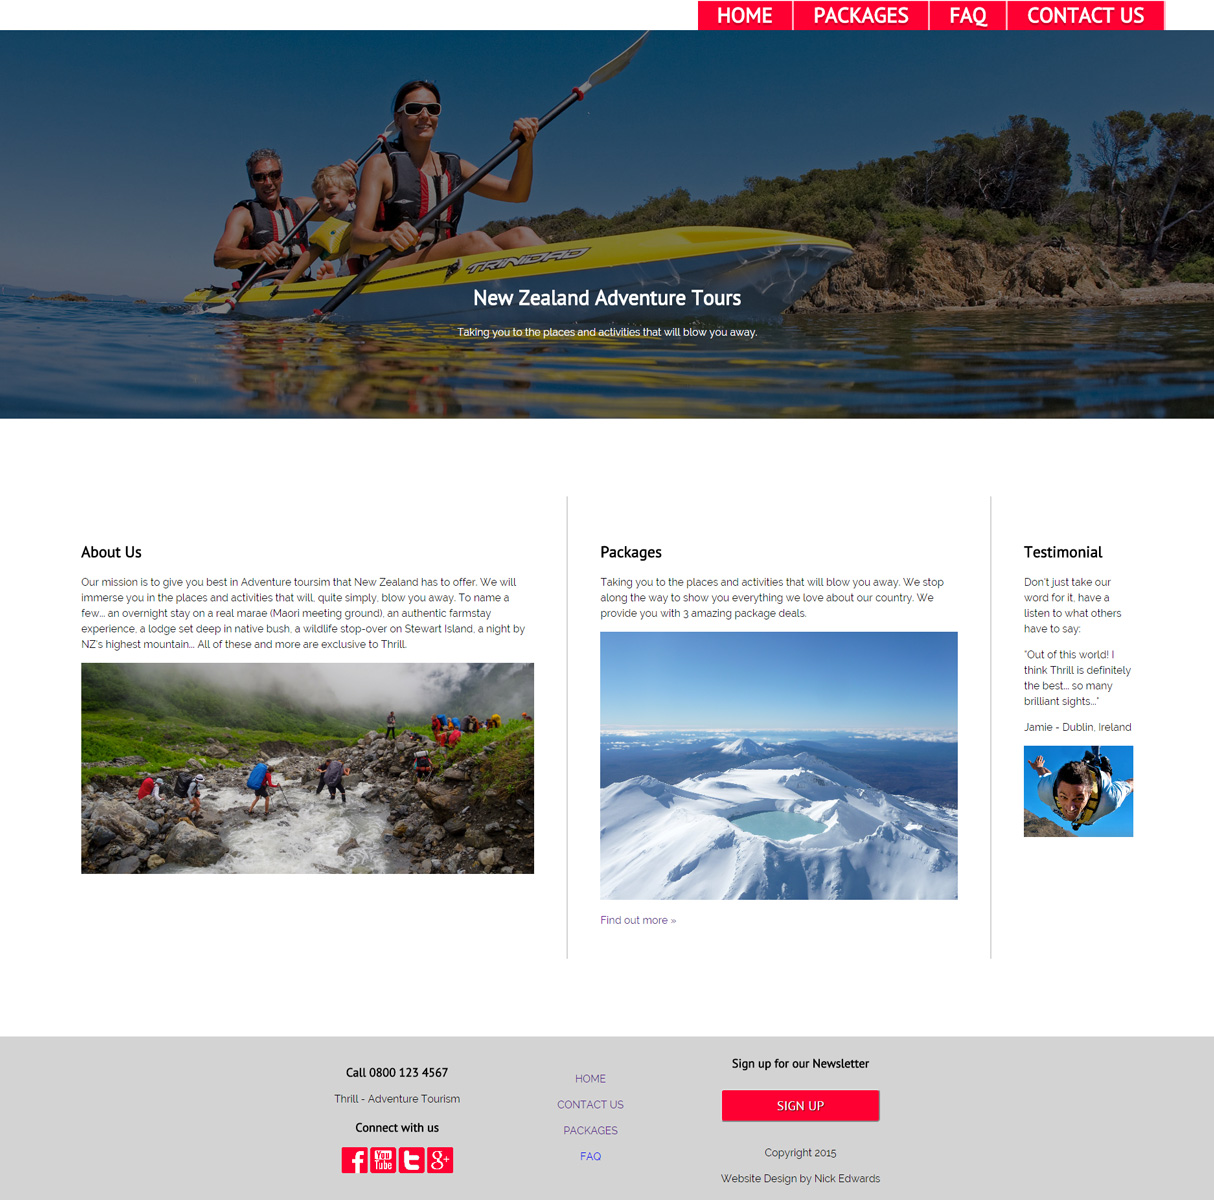 HOME PACKAGES FAQ CONTACT US
TRINIDAD
New Zealand Adventure Tours
Taking you to the places and activities that will blow you away.
About Us
Our mission is to give you best in Adventure toursim that New Zealand has to offer. We will
immerse you in the places and activities that will, quite simply, blow you away. To name a
few... an overnight stay on a real marae (Maori meeting ground), an authentic farmstay
experience, a lodge set deep in native bush, a wildlife stop-over on Stewart Island, a night by
NZ's highest mountain... All of these and more are exclusive to Thrill.
Packages
Taking you to the places and activities that will blow you away. We stop
along the way to show you everything we love about our country. We
provide you with 3 amazing package deals.
Find out more »
Testimonial
Don't just take our
word for it, have a
listen to what others
have to say:
"Out of this world! I
think Thrill is definitely
the best... so many
brilliant sights..."
Jamie - Dublin, Ireland
Call 0800 123 4567
Thrill - Adventure Tourism
Connect with us
f You Tube t g+
HOME
CONTACT US
PACKAGES
FAQ
Sign up for our Newsletter
SIGN UP
Copyright 2015
Website Design by Nick Edwards